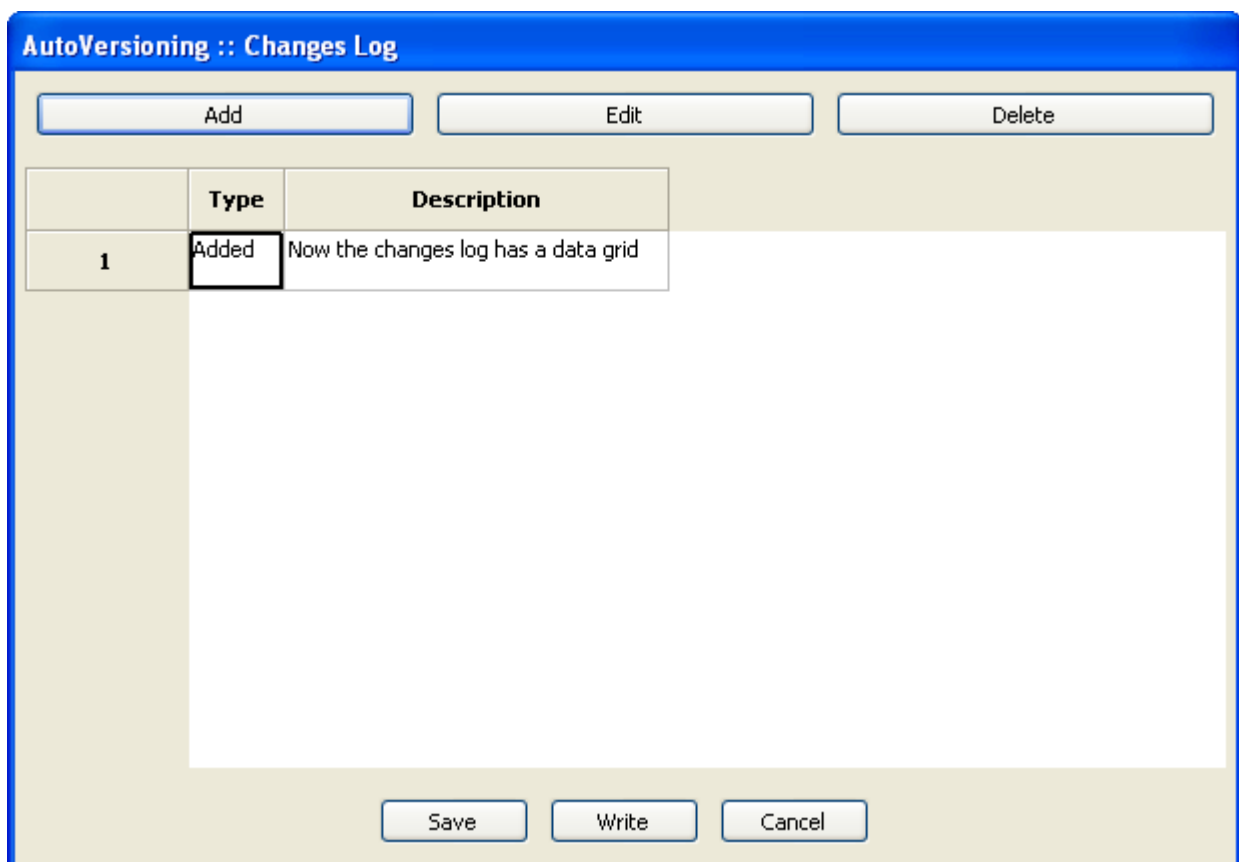 AutoVersioning :: Changes Log
Add Edit Delete
Type Description
1 Added Now the changes log has a data grid
Save Write Cancel